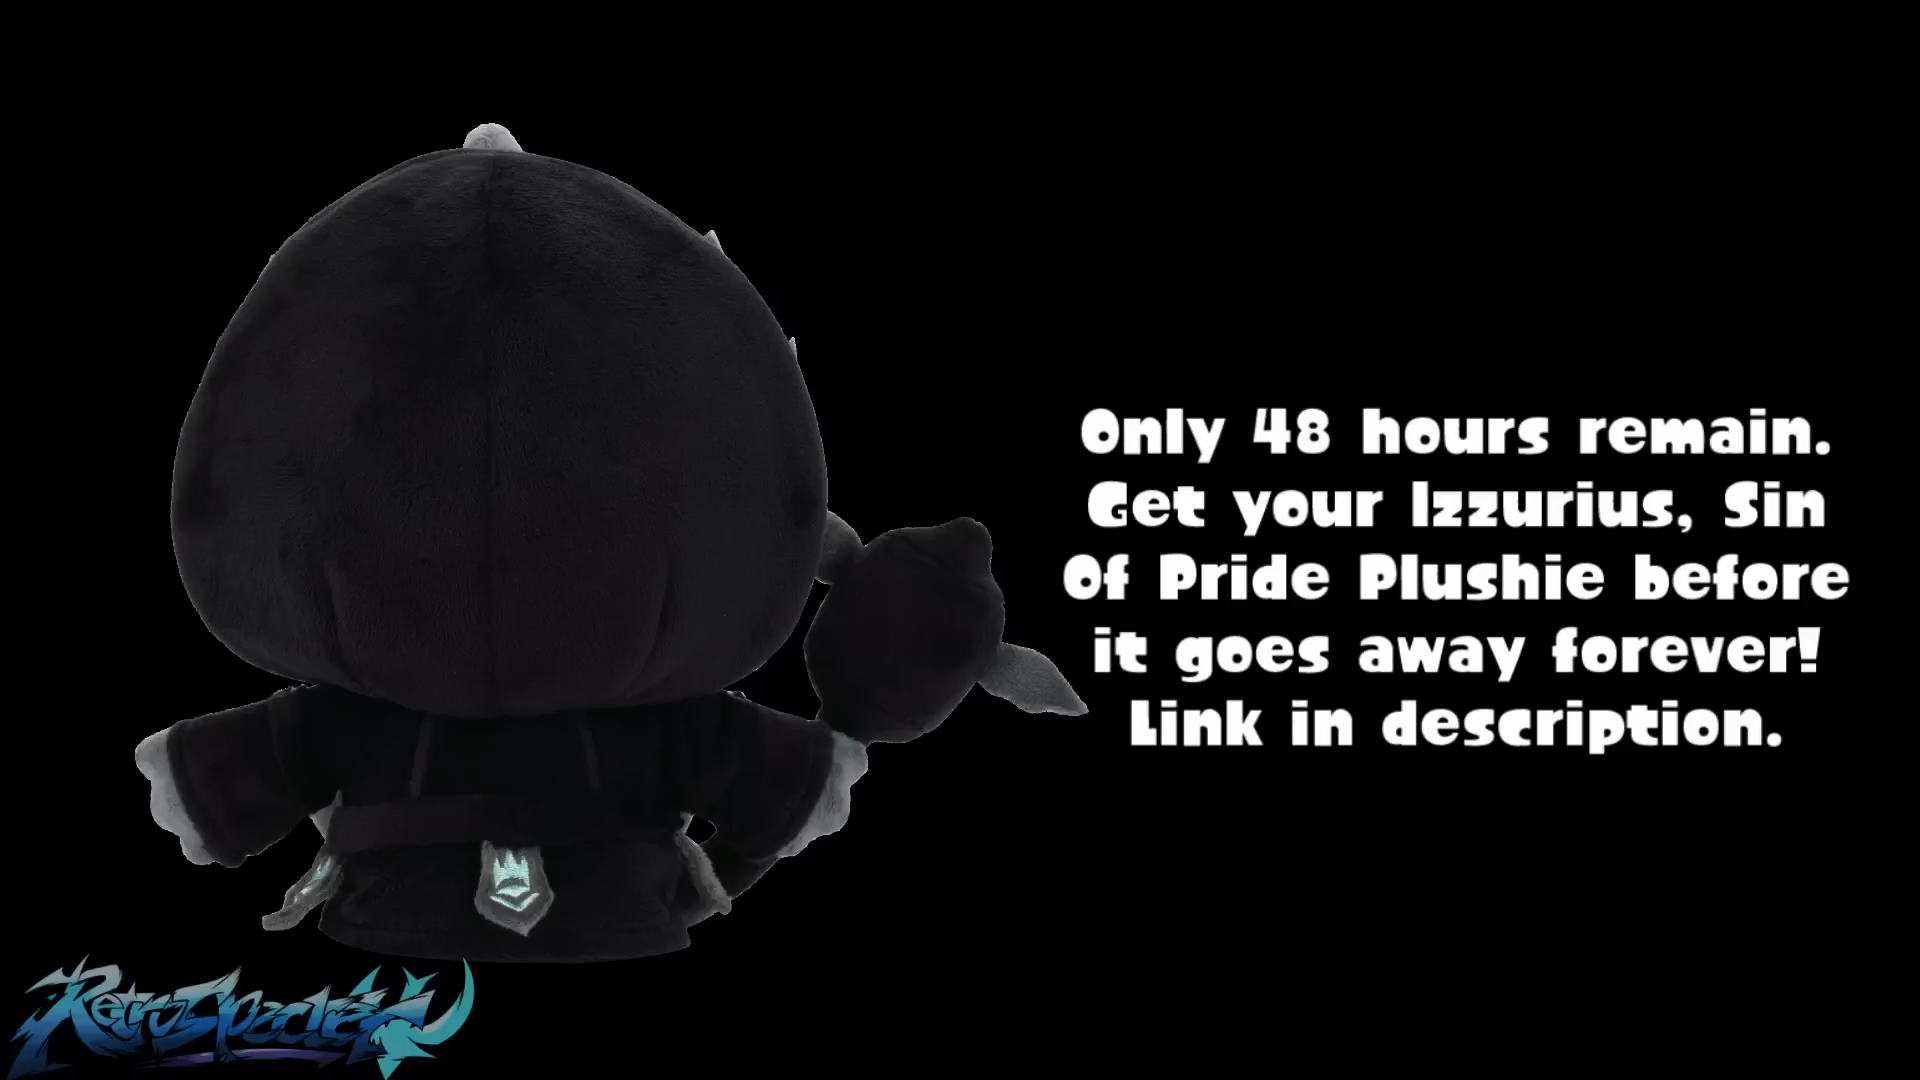 Only 48 hours remain.
Get your Izzurius, Sin
Of Pride Plushie before
it goes away forever!
Link in description.
RetroSpecter